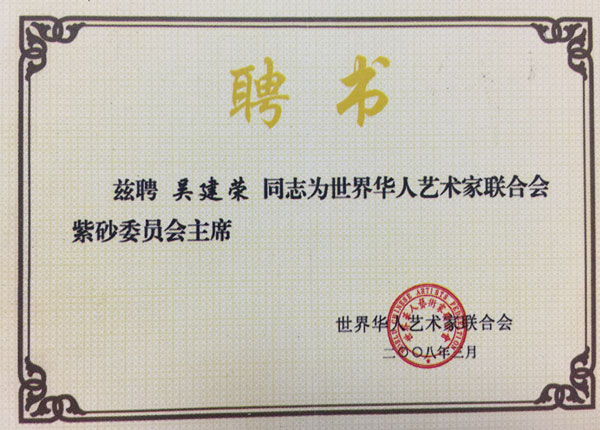 聘书
兹聘 吴建荣 同志为世界华人艺术家联合会
紫砂委员会主席
世界华人艺术家联合会
二〇〇八年三月